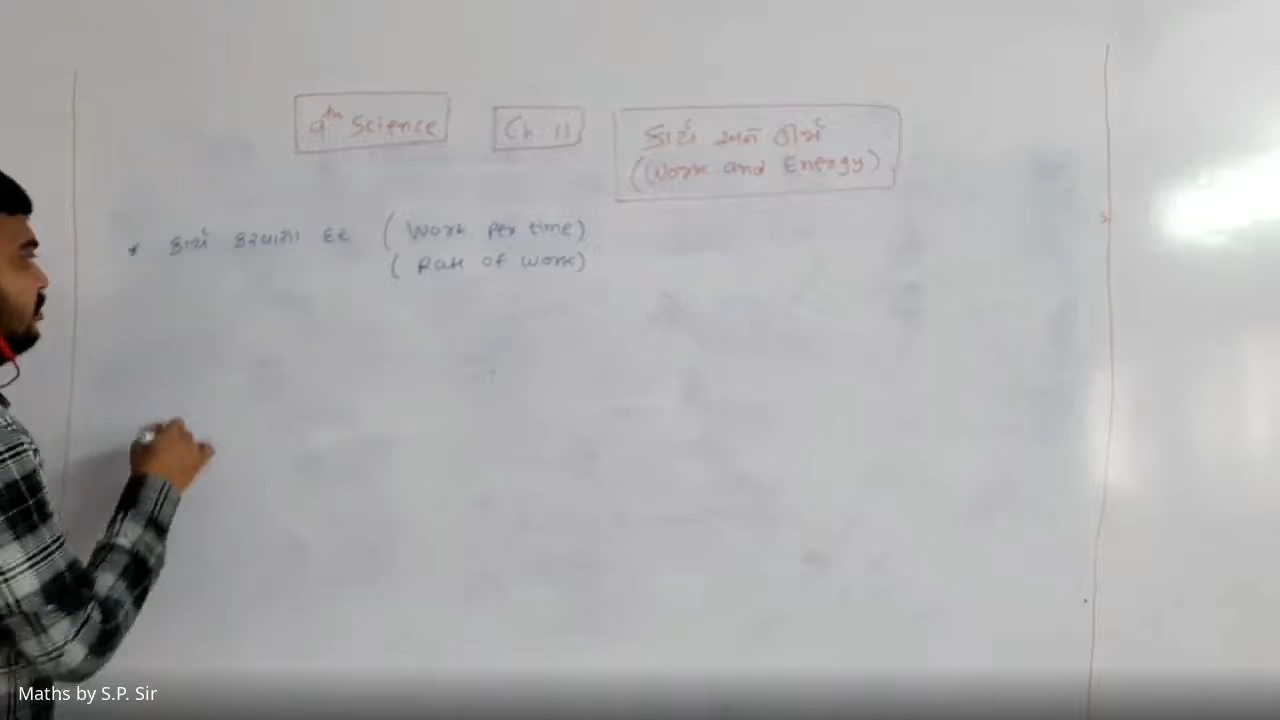 9th Science
Ch. 11
કાર્ય અને ઊર્જા
(Work and Energy)
* કાર્ય કરવાનો દર (Work per time)
(Rate of work)
Maths by S.P. Sir